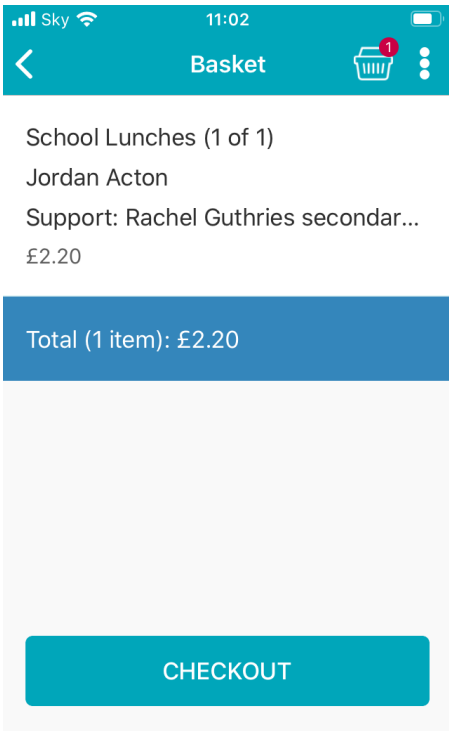 Sky 11:02
Basket
1
School Lunches (1 of 1)
Jordan Acton
Support: Rachel Guthries secondar...
£2.20
Total (1 item): £2.20
CHECKOUT